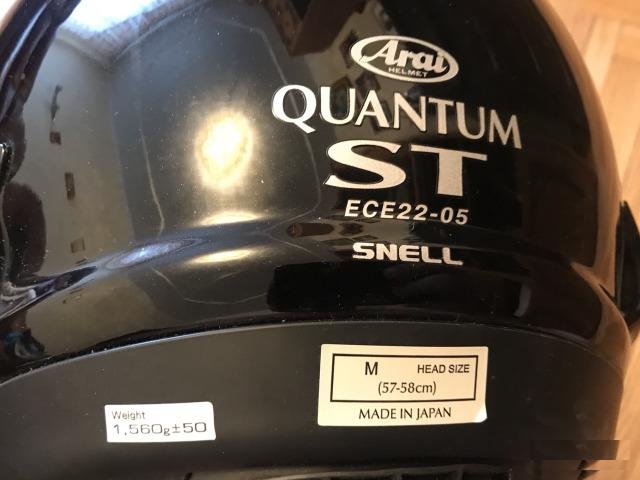 Arai
HELMET
QUANTUM
ST
ECE22-05
SNELL
M HEAD SIZE
(57-58cm)
MADE IN JAPAN
Weight
1,560g±50